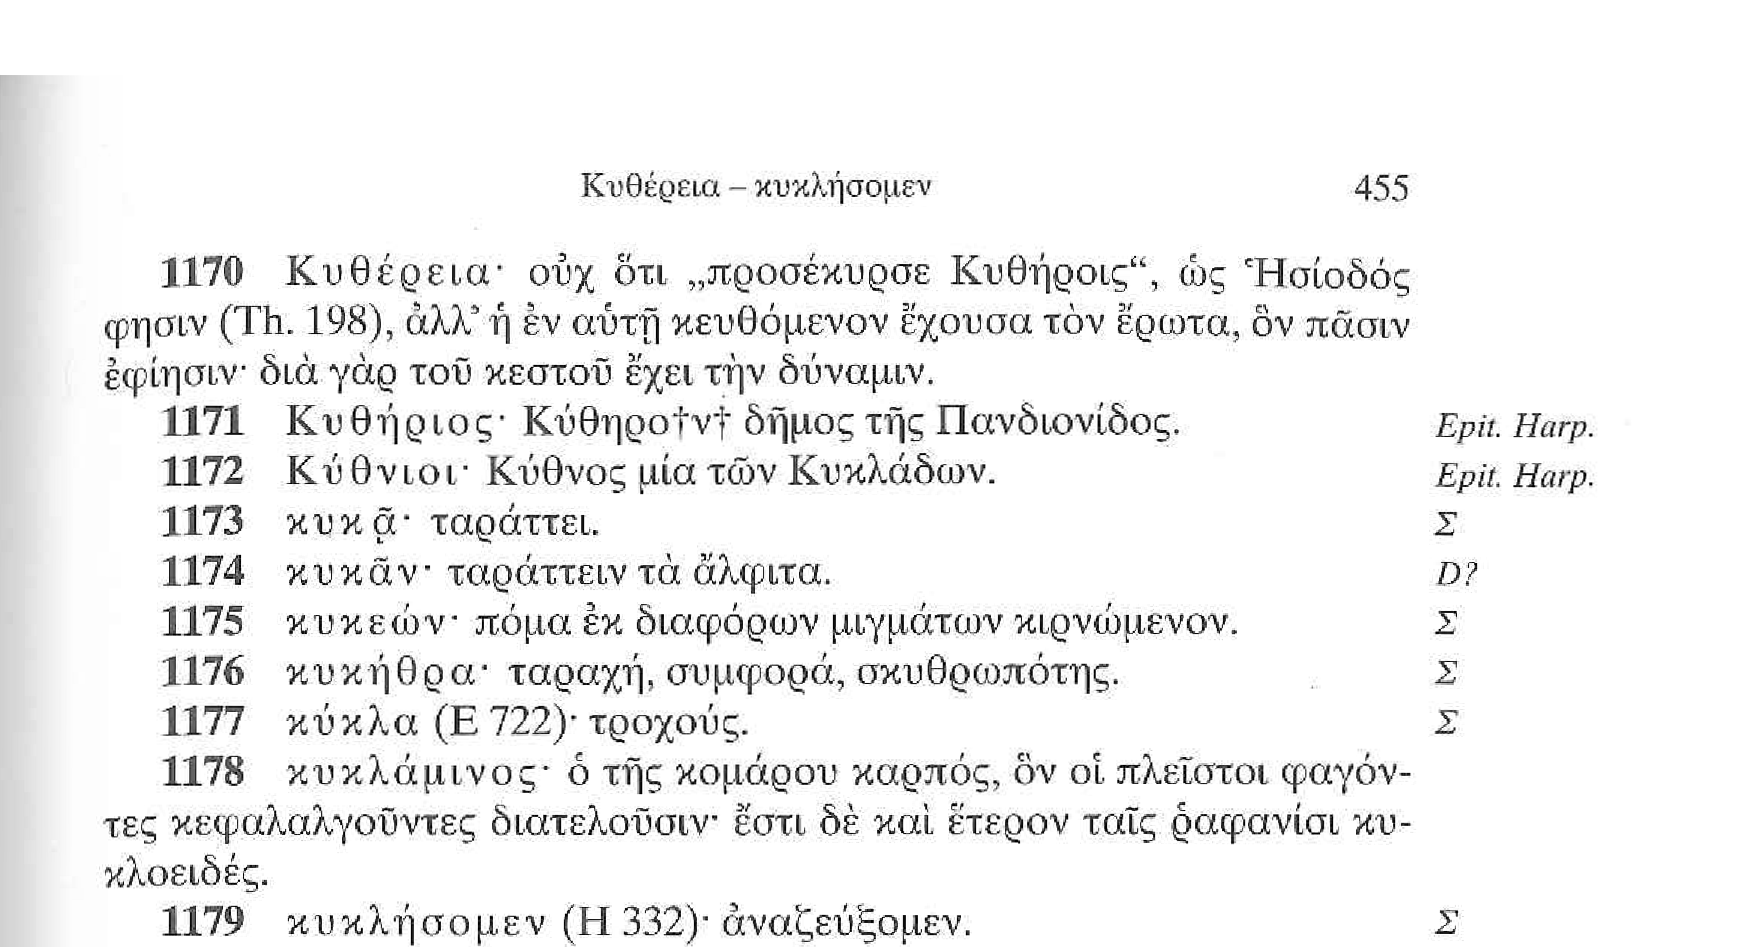 Κυθέρεια – κυκλήσομεν 455
1170 Κυθέρεια· οὐχ ὅτι „προσέκυρσε Κυθήροις“, ὡς Ἡσίοδός
φησιν (Th. 198), ἀλλ’ ἡ ἐν αὑτῇ κευθόμενον ἔχουσα τὸν ἔρωτα, ὃν πᾶσιν
ἐφίησιν· διὰ γὰρ τοῦ κεστοῦ ἔχει τὴν δύναμιν.
1171 Κυθήριος· Κύθηρο†ν† δῆμος τῆς Πανδιονίδος. Epit. Harp.
1172 Κύθνιοι· Κύθνος μία τῶν Κυκλάδων. Epit. Harp.
1173 κυκᾷ· ταράττει. Σ
1174 κυκᾶν· ταράττειν τὰ ἄλφιτα. D?
1175 κυκεών· πόμα ἐκ διαφόρων μιγμάτων κιρνώμενον. Σ
1176 κυκήθρα· ταραχή, συμφορά, σκυθρωπότης. Σ
1177 κύκλα (Ε 722)· τροχούς. Σ
1178 κυκλάμινος· ὁ τῆς κομάρου καρπός, ὃν οἱ πλεῖστοι φαγόν-
τες κεφαλαλγοῦντες διατελοῦσιν· ἔστι δὲ καὶ ἕτερον ταῖς ῥαφανίσι κυ-
κλοειδές.
1179 κυκλήσομεν (Η 332)· ἀναζεύξομεν. Σ